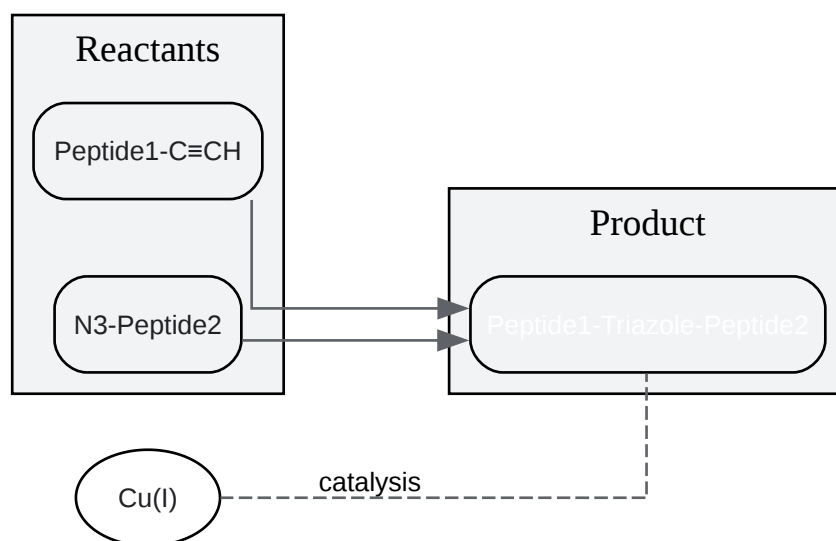 Reactants
Peptide1-C≡CH
Product
N3-Peptide2
Peptide1-Triazole-Peptide2
catalysis
Cu(I)